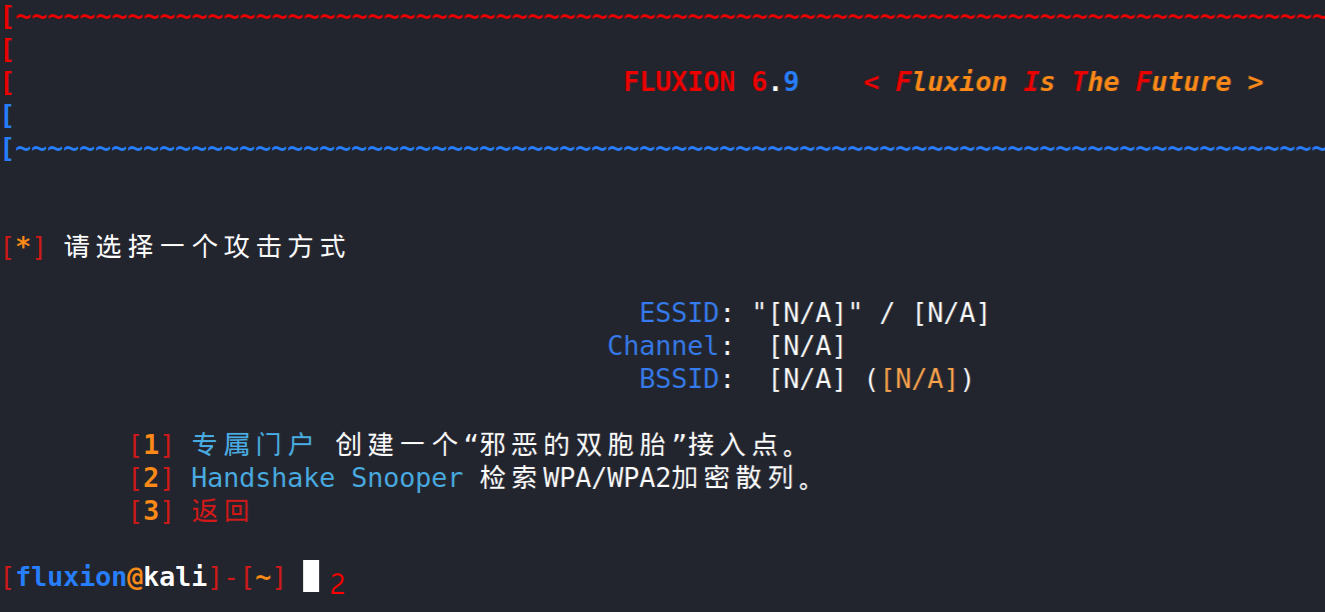 [~~~~~~~~~~~~~~~~~~~~~~~~~~~~~~~~~~~~~~~~~~~~~~~~~~~~~~~~~~~~~~~~~~~~~~~~~~~~~~~~~~
[
[ FLUXION 6.9 < Fluxion Is The Future >
[
[~~~~~~~~~~~~~~~~~~~~~~~~~~~~~~~~~~~~~~~~~~~~~~~~~~~~~~~~~~~~~~~~~~~~~~~~~~~~~~~~~~
[*] 请选择一个攻击方式
ESSID: "[N/A]" / [N/A]
Channel: [N/A]
BSSID: [N/A] ([N/A])
[1] 专属门户 创建一个“邪恶的双胞胎”接入点。
[2] Handshake Snooper 检索WPA/WPA2加密散列。
[3] 返回
[fluxion@kali]-[~] 2